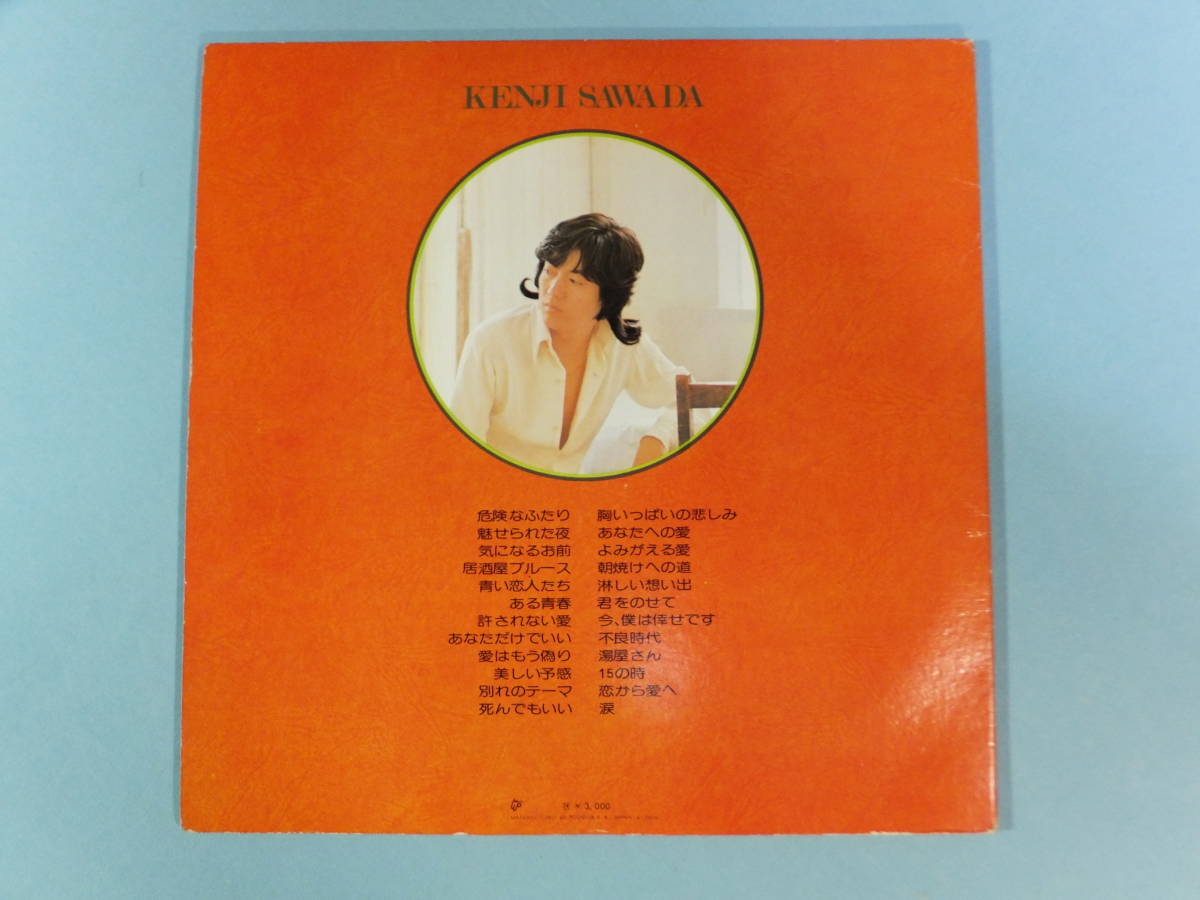 KENJI SAWADA
危険なふたり
魅せられた夜
気になるお前
居酒屋ブルース
青い恋人たち
ある青春
許されない愛
あなただけでいい
愛はもう偽り
美しい予感
別れのテーマ
死んでもいい
胸いっぱいの悲しみ
あなたへの愛
よみがえる愛
朝焼けへの道
淋しい想い出
君をのせて
今、僕は倖せです
不良時代
湯屋さん
15の時
恋から愛へ
涙
¥3,000